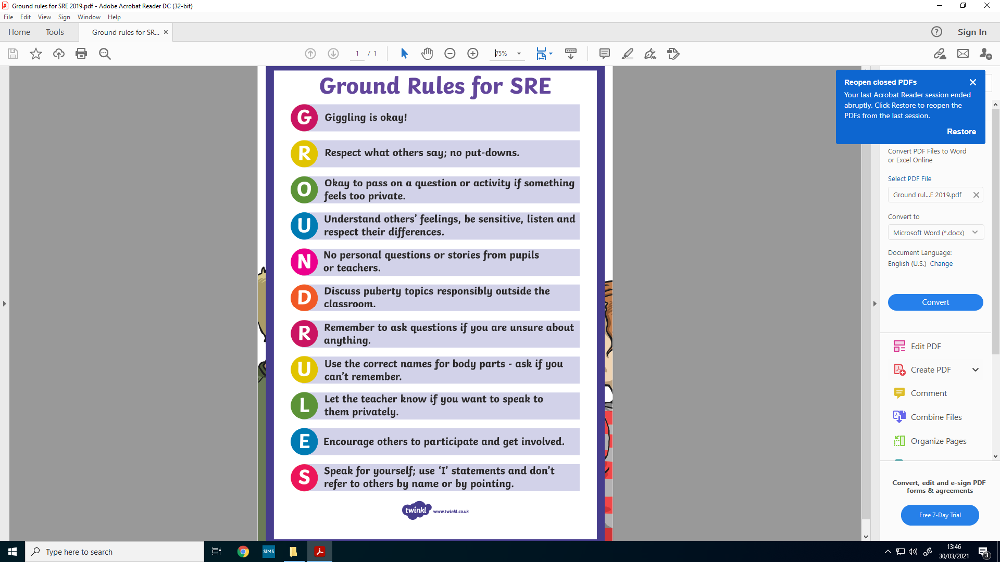 Ground rules for SRE 2019.pdf - Adobe Acrobat Reader DC (32-bit)
File Edit View Sign Window Help
Home Tools Ground rules for SR... Sign In
1 / 1 75%
Ground Rules for SRE
G Giggling is okay!
R Respect what others say; no put-downs.
O Okay to pass on a question or activity if something
feels too private.
U Understand others’ feelings, be sensitive, listen and
respect their differences.
N No personal questions or stories from pupils
or teachers.
D Discuss puberty topics responsibly outside the
classroom.
R Remember to ask questions if you are unsure about
anything.
U Use the correct names for body parts - ask if you
can’t remember.
L Let the teacher know if you want to speak to
them privately.
E Encourage others to participate and get involved.
S Speak for yourself; use ‘I’ statements and don’t
refer to others by name or by pointing.
twinkl www.twinkl.co.uk
Reopen closed PDFs
Your last Acrobat Reader session ended
abruptly. Click Restore to reopen the
PDFs from the last session.
Restore
Convert PDF Files to Word
or Excel Online
Select PDF File
Ground rul...E 2019.pdf
Convert to
Microsoft Word (*.docx)
Document Language:
English (U.S.) Change
Convert
Edit PDF
Create PDF
Comment
Combine Files
Organize Pages
Convert, edit and e-sign PDF
forms & agreements
Free 7-Day Trial
Type here to search
SIMS
13:46
30/03/2021
3